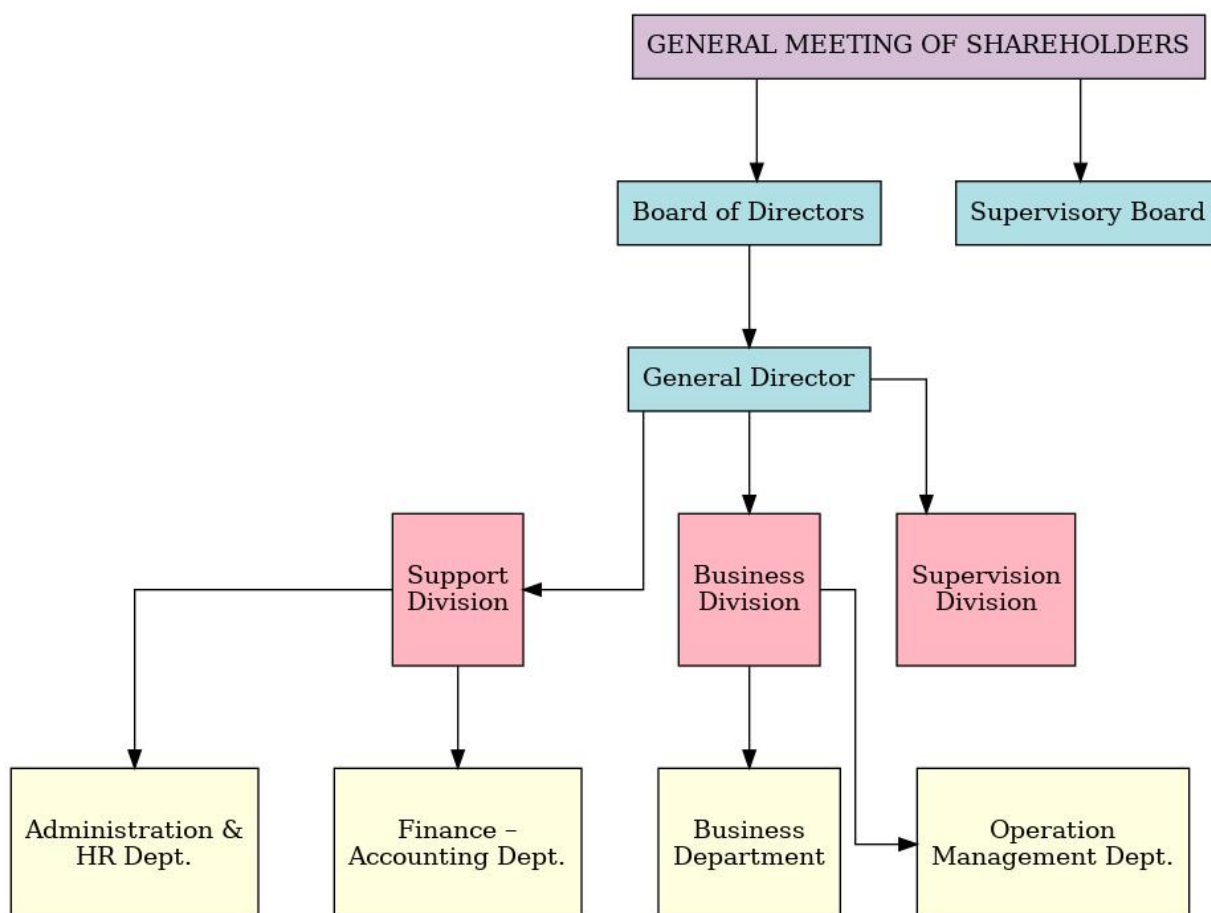 GENERAL MEETING OF SHAREHOLDERS
Board of Directors
Supervisory Board
General Director
Support
Division
Business
Division
Supervision
Division
Administration &
HR Dept.
Finance –
Accounting Dept.
Business
Department
Operation
Management Dept.